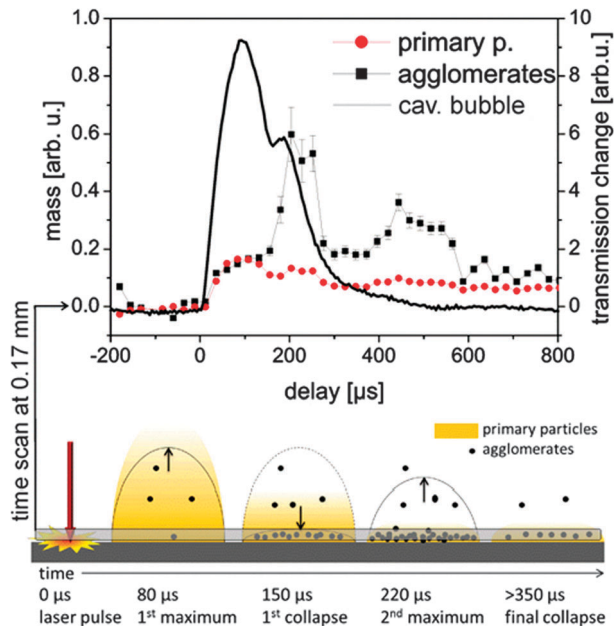 primary p.
agglomerates
cav. bubble
mass [arb. u.]
transmission change [arb.u.]
1.0
0.8
0.6
0.4
0.2
0.0
10
8
6
4
2
0
-200 0 200 400 600 800
delay [µs]
time scan at 0.17 mm
primary particles
agglomerates
time
0 µs 80 µs 150 µs 220 µs >350 µs
laser pulse 1st maximum 1st collapse 2nd maximum final collapse